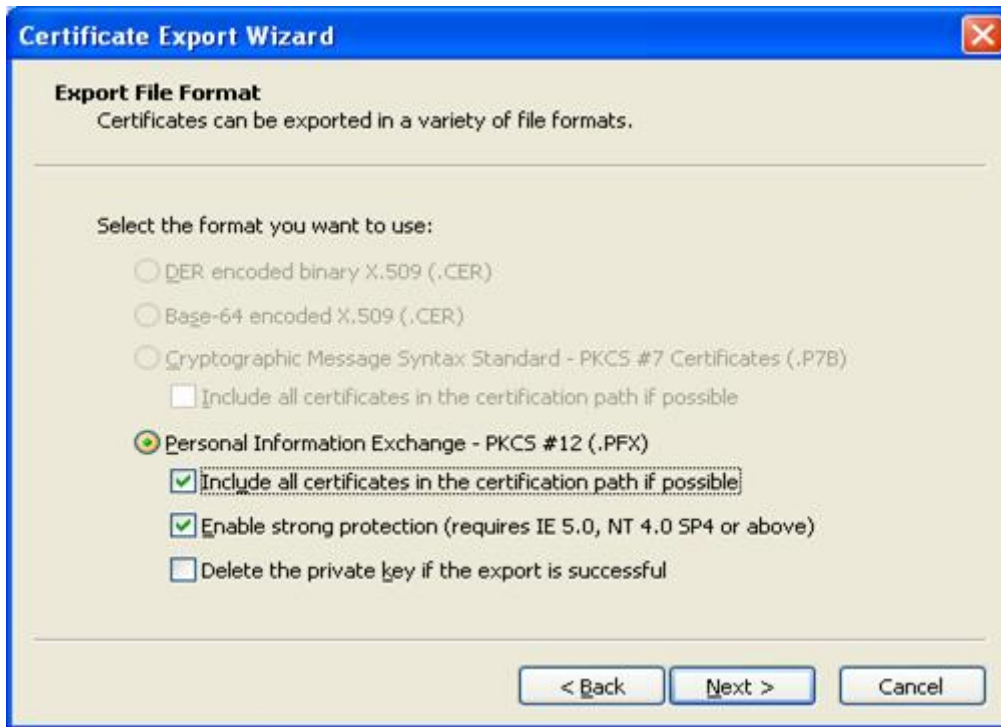 Certificate Export Wizard
Export File Format
Certificates can be exported in a variety of file formats.
Select the format you want to use:
DER encoded binary X.509 (.CER)
Base-64 encoded X.509 (.CER)
Cryptographic Message Syntax Standard - PKCS #7 Certificates (.P7B)
Include all certificates in the certification path if possible
Personal Information Exchange - PKCS #12 (.PFX)
Include all certificates in the certification path if possible
Enable strong protection (requires IE 5.0, NT 4.0 SP4 or above)
Delete the private key if the export is successful
< Back Next > Cancel